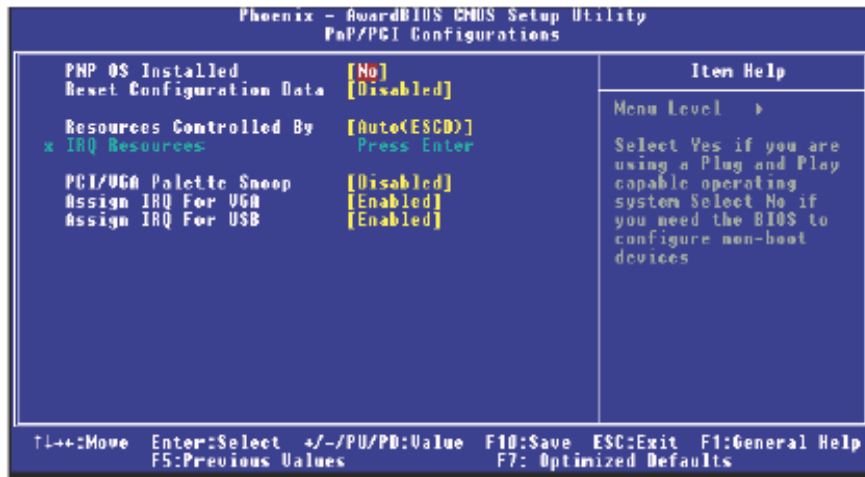 Phoenix - AwardBIOS CMOS Setup Utility
PnP/PCI Configurations
PNP OS Installed [No]
Reset Configuration Data [Disabled]
Resources Controlled By [Auto(ESCD)]
x IRQ Resources Press Enter
PCI/VGA Palette Snoop [Disabled]
Assign IRQ For VGA [Enabled]
Assign IRQ For USB [Enabled]
Item Help
Menu Level ▸
Select Yes if you are
using a Plug and Play
capable operating
system Select No if
you need the BIOS to
configure non-boot
devices
↑↓→←:Move Enter:Select +/-/PU/PD:Value F10:Save ESC:Exit F1:General Help
F5:Previous Values F7: Optimized Defaults